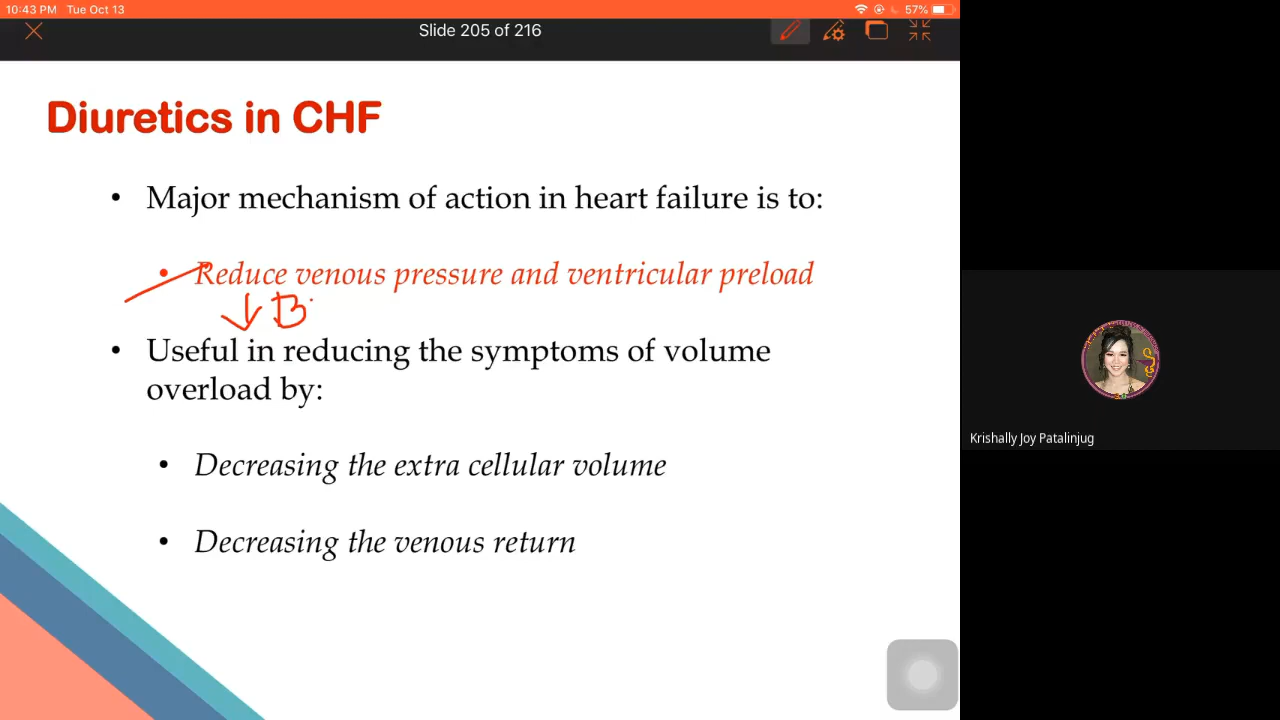 10:43 PM Tue Oct 13 57%
Slide 205 of 216
Diuretics in CHF
• Major mechanism of action in heart failure is to:
• Reduce venous pressure and ventricular preload
↓ B
• Useful in reducing the symptoms of volume
overload by:
• Decreasing the extra cellular volume
• Decreasing the venous return
Krishally Joy Patalinjug